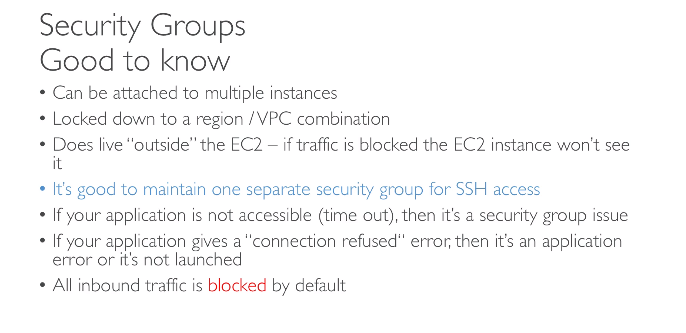 Security Groups
Good to know
• Can be attached to multiple instances
• Locked down to a region / VPC combination
• Does live “outside” the EC2 – if traffic is blocked the EC2 instance won’t see
it
• It’s good to maintain one separate security group for SSH access
• If your application is not accessible (time out), then it’s a security group issue
• If your application gives a “connection refused“ error, then it’s an application
error or it’s not launched
• All inbound traffic is blocked by default